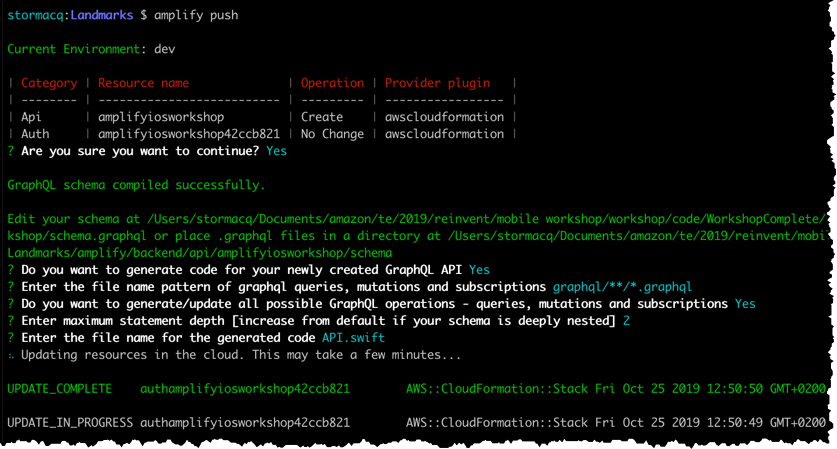 stormacq:Landmarks $ amplify push
Current Environment: dev
| Category | Resource name | Operation | Provider plugin |
| -------- | --------------------------- | --------- | ----------------- |
| Api | amplifyiosworkshop | Create | awscloudformation |
| Auth | amplifyiosworkshop42ccb821 | No Change | awscloudformation |
? Are you sure you want to continue? Yes
GraphQL schema compiled successfully.
Edit your schema at /Users/stormacq/Documents/amazon/te/2019/reinvent/mobile workshop/workshop/code/WorkshopComplete/
kshop/schema.graphql or place .graphql files in a directory at /Users/stormacq/Documents/amazon/te/2019/reinvent/mobi
Landmarks/amplify/backend/api/amplifyiosworkshop/schema
? Do you want to generate code for your newly created GraphQL API Yes
? Enter the file name pattern of graphql queries, mutations and subscriptions graphql/**/*.graphql
? Do you want to generate/update all possible GraphQL operations - queries, mutations and subscriptions Yes
? Enter maximum statement depth [increase from default if your schema is deeply nested] 2
? Enter the file name for the generated code API.swift
⠦ Updating resources in the cloud. This may take a few minutes...
UPDATE_COMPLETE authamplifyiosworkshop42ccb821 AWS::CloudFormation::Stack Fri Oct 25 2019 12:50:50 GMT+0200
UPDATE_IN_PROGRESS authamplifyiosworkshop42ccb821 AWS::CloudFormation::Stack Fri Oct 25 2019 12:50:49 GMT+0200